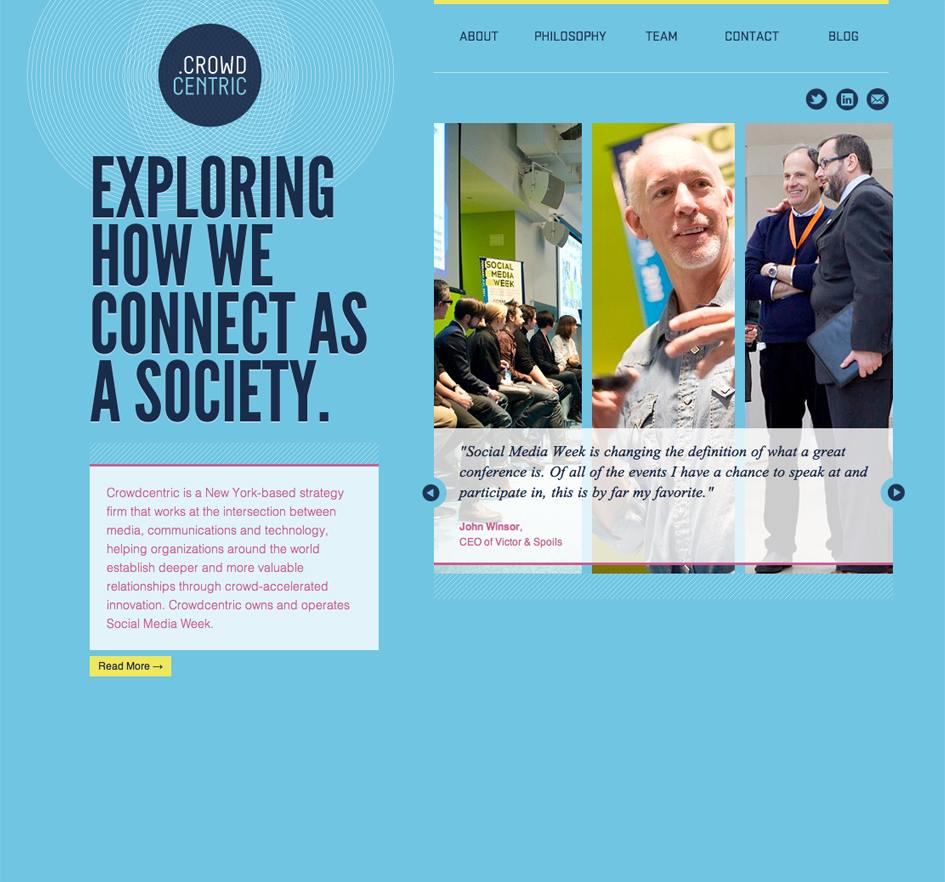 .CROWD
CENTRIC
ABOUT PHILOSOPHY TEAM CONTACT BLOG
EXPLORING
HOW WE
CONNECT AS
A SOCIETY.
Crowdcentric is a New York-based strategy
firm that works at the intersection between
media, communications and technology,
helping organizations around the world
establish deeper and more valuable
relationships through crowd-accelerated
innovation. Crowdcentric owns and operates
Social Media Week.
Read More →
in
SOCIAL
MEDIA
WEEK
"Social Media Week is changing the definition of what a great
conference is. Of all of the events I have a chance to speak at and
participate in, this is by far my favorite."
John Winsor,
CEO of Victor & Spoils